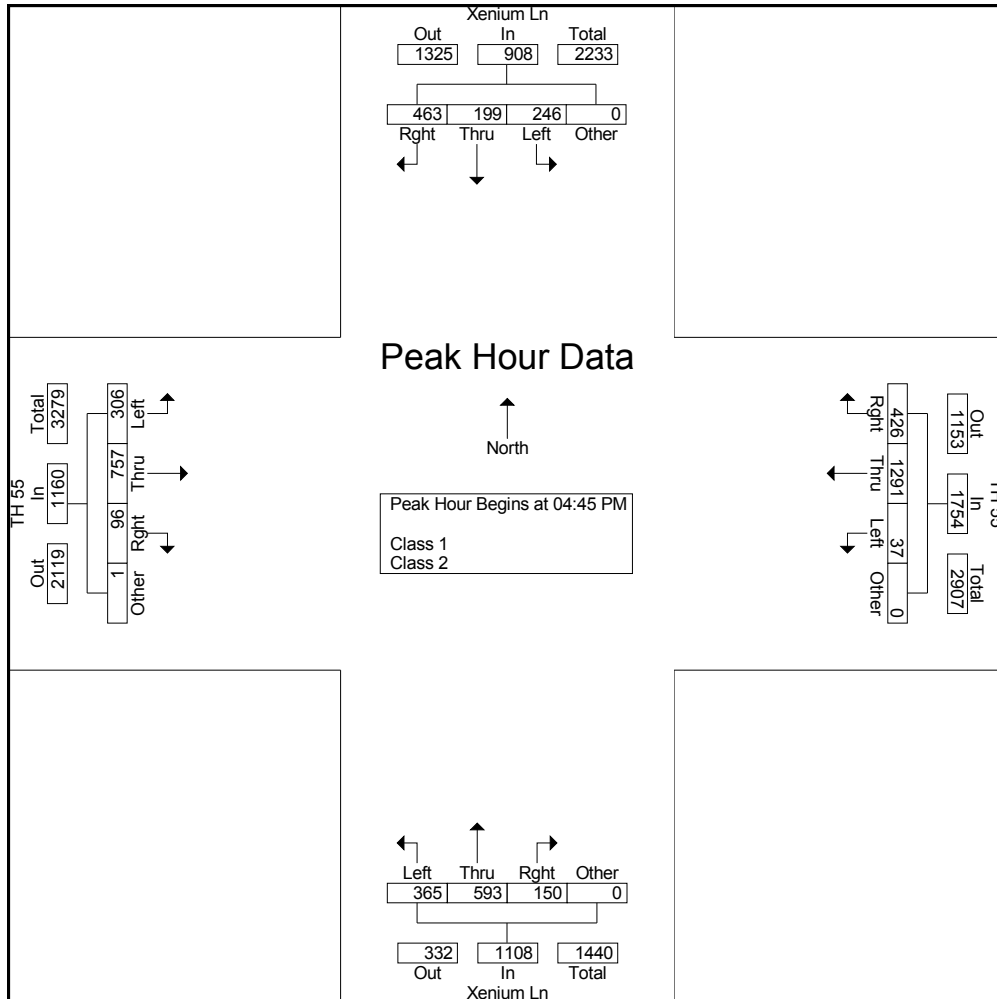 Xenium Ln
Out In Total
1325 908 2233
463 199 246 0
Rght Thru Left Other
Peak Hour Data
North
Peak Hour Begins at 04:45 PM
Class 1
Class 2
TH 55
Total In Out
3279 1160 2119
306 757 96 1
Left Thru Rght Other
Out In Total
1153 1754 2907
426 1291 37 0
Rght Thru Left Other
Left Thru Rght Other
365 593 150 0
332 1108 1440
Out In Total
Xenium Ln